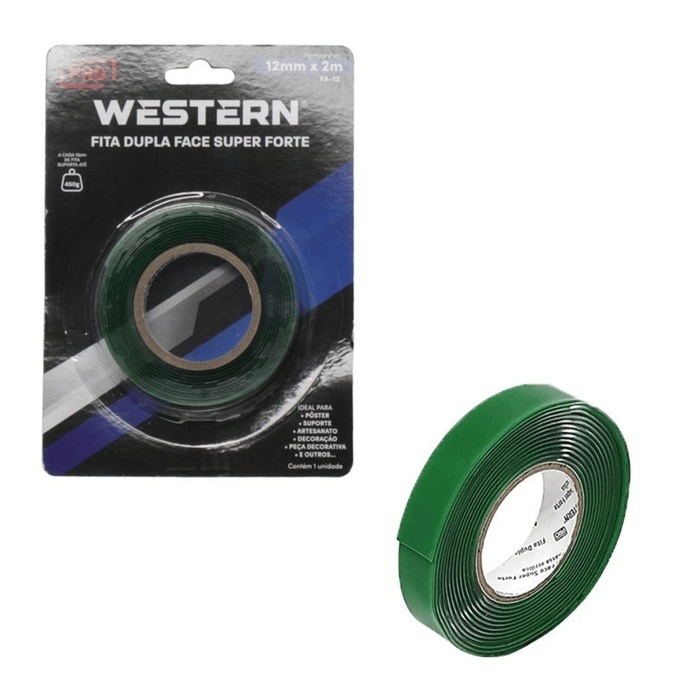 Tamanho:
12mm x 2m
FA-12
WESTERN
FITA DUPLA FACE SUPER FORTE
A CADA 15cm
DE FITA
SUPORTA ATÉ
450g
IDEAL PARA
• PÔSTER
• SUPORTE
• ARTESANATO
• DECORAÇÃO
• PEÇA DECORATIVA
• E OUTROS...
Contém 1 unidade
Fita Dupla
Face Super Forte